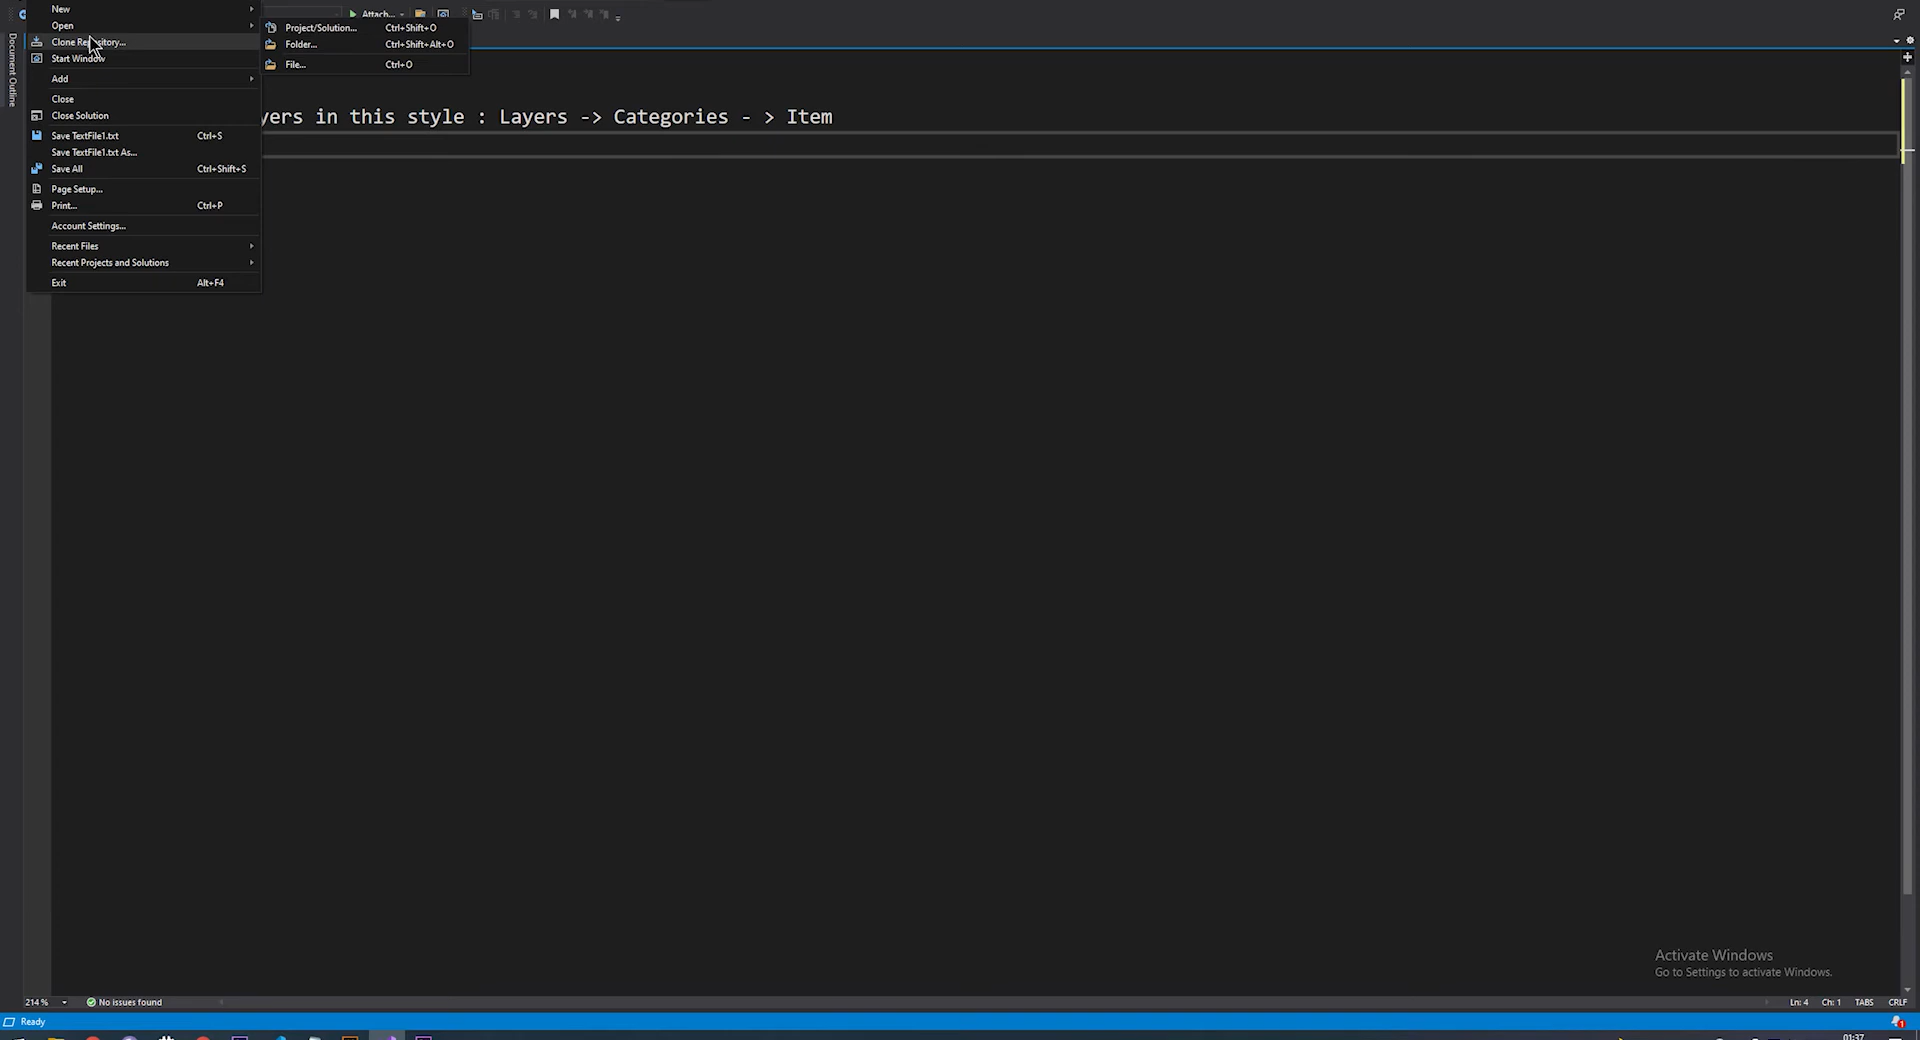 New
Open
Attach...
Project/Solution... Ctrl+Shift+O
Clone Repository...
Folder... Ctrl+Shift+Alt+O
Start Window
File... Ctrl+O
Document Outline
Add
Close
Close Solution
yers in this style : Layers -> Categories - > Item
Save TextFile1.txt Ctrl+S
Save TextFile1.txt As...
Save All Ctrl+Shift+S
Page Setup...
Print... Ctrl+P
Account Settings...
Recent Files
Recent Projects and Solutions
Exit Alt+F4
Activate Windows
Go to Settings to activate Windows.
214 % No issues found Ln: 4 Ch: 1 TABS CRLF
Ready 1
01:37